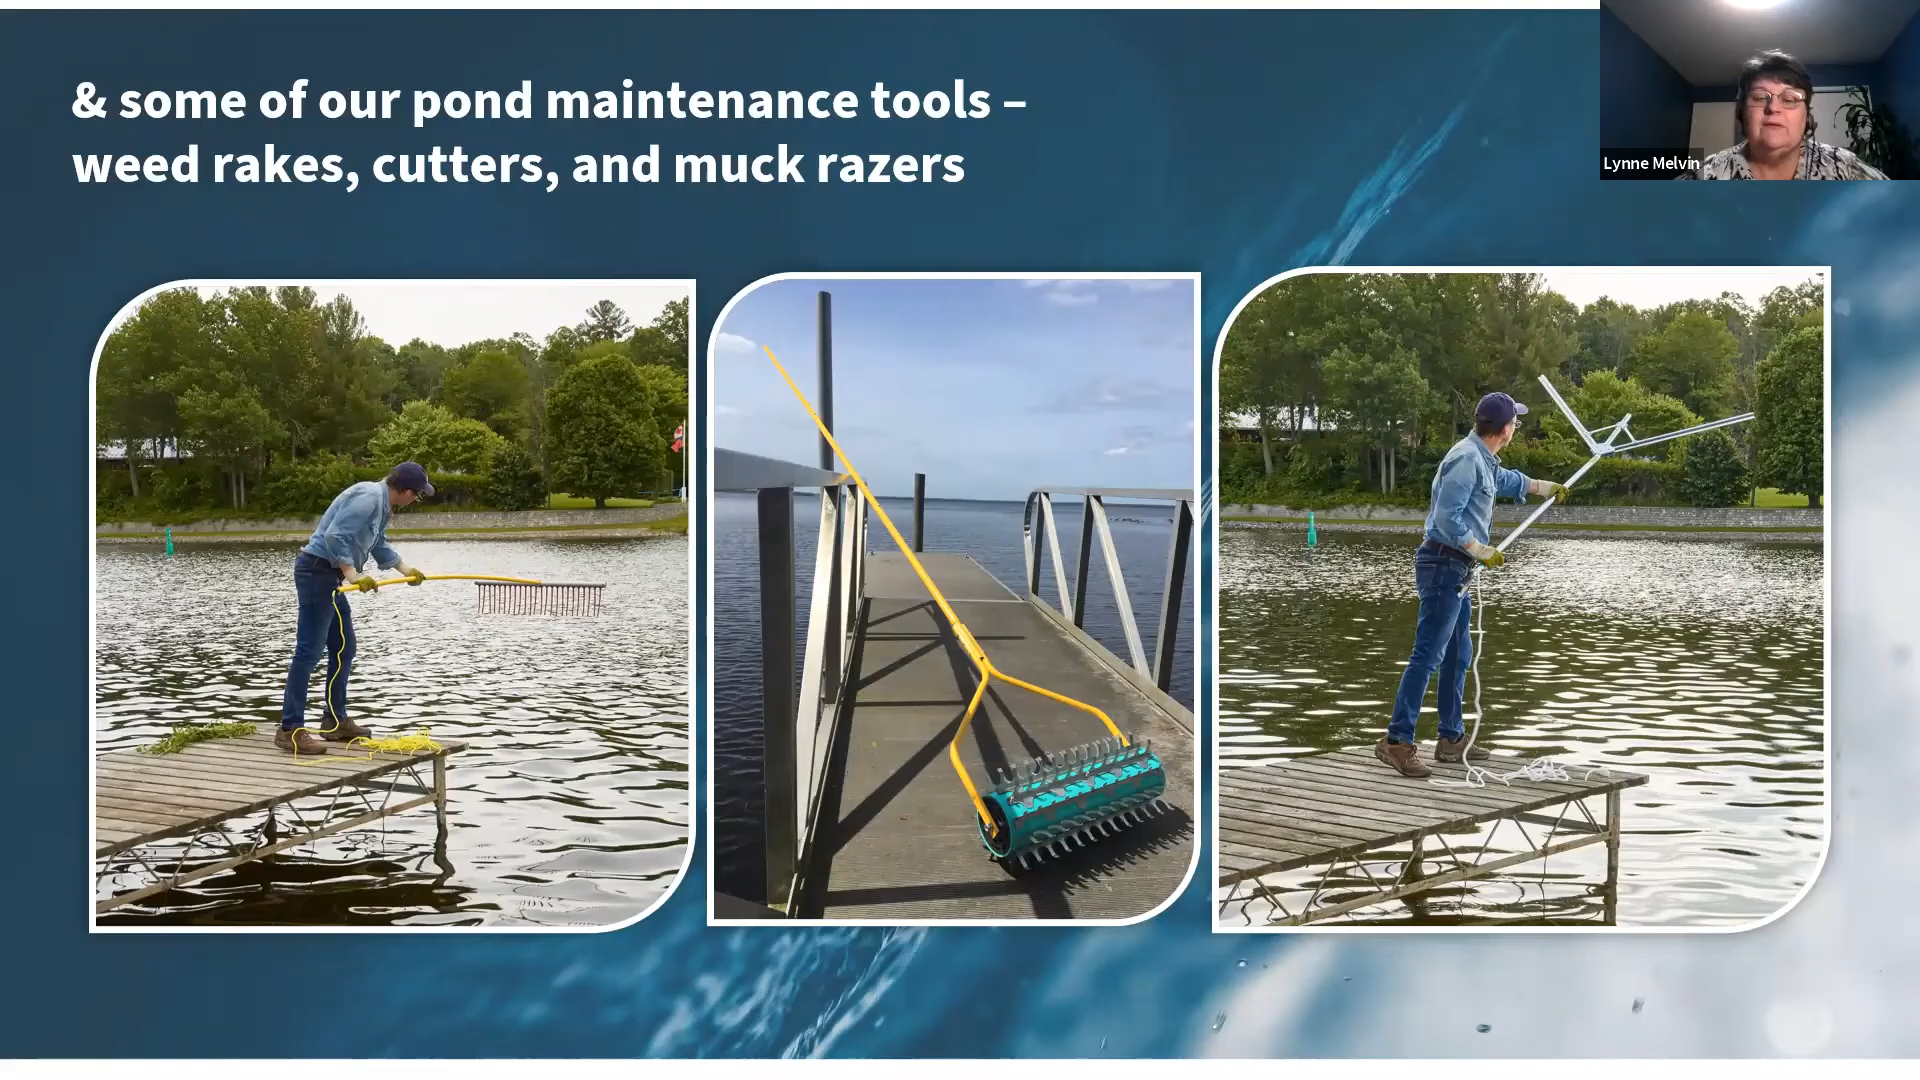 & some of our pond maintenance tools –
weed rakes, cutters, and muck razers
Lynne Melvin